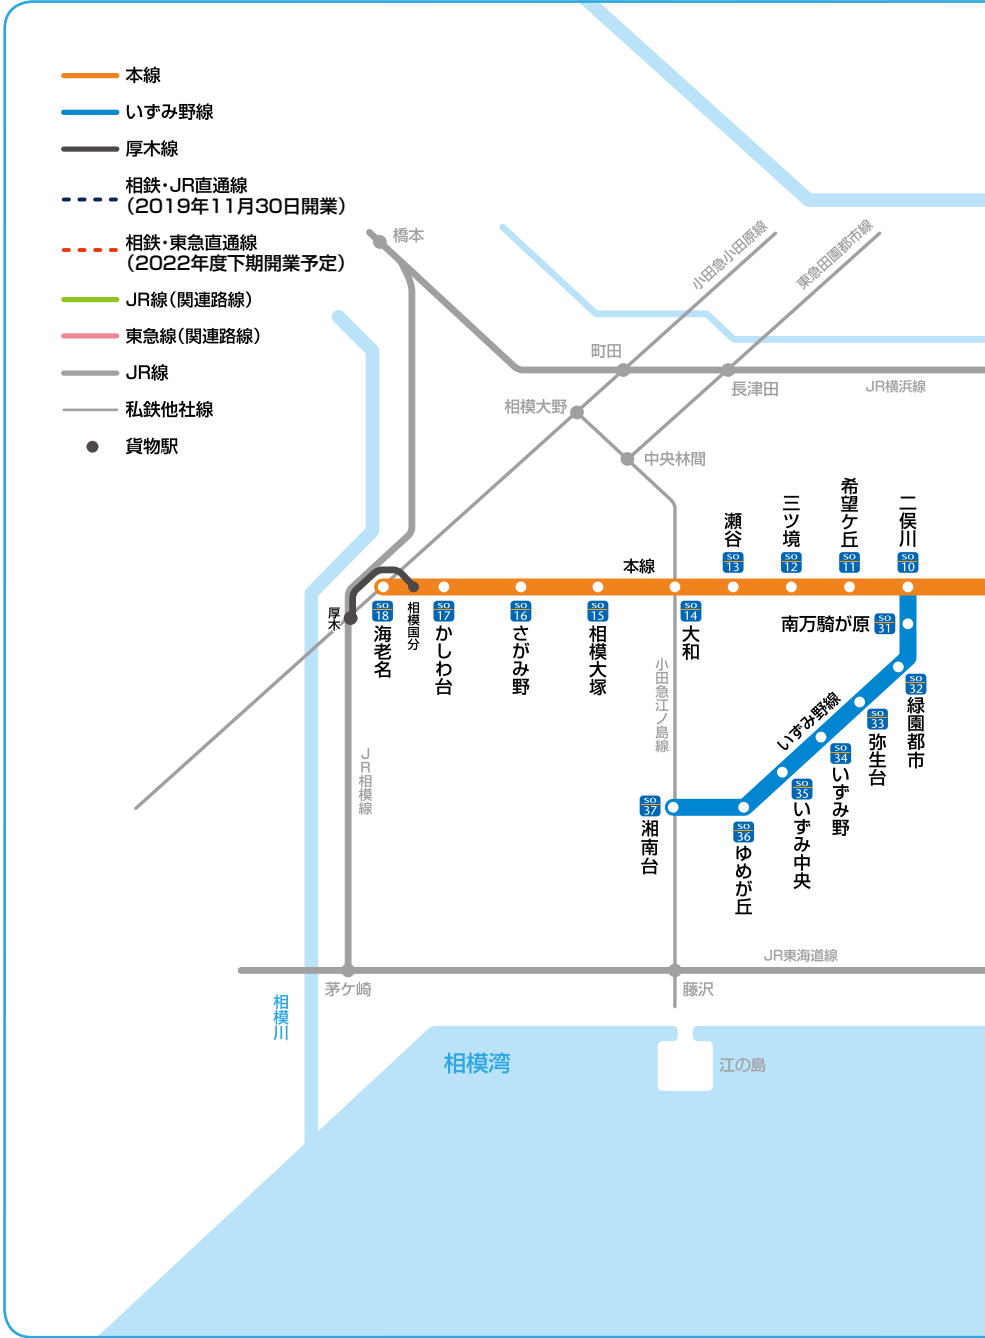 本線
いずみ野線
厚木線
相鉄・JR直通線
(2019年11月30日開業)
相鉄・東急直通線
(2022年度下期開業予定)
JR線(関連路線)
東急線(関連路線)
JR線
私鉄他社線
貨物駅
橋本
小田急小田原線
東急田園都市線
町田
長津田
JR横浜線
相模大野
中央林間
本線
瀬谷
SO
13
三ツ境
SO
12
希望ケ丘
SO
11
二俣川
SO
10
厚木
SO
18
海老名
相模国分
SO
17
かしわ台
SO
16
さがみ野
SO
15
相模大塚
SO
14
大和
南万騎が原
SO
31
SO
32
緑園都市
SO
33
弥生台
いずみ野線
SO
34
いずみ野
SO
35
いずみ中央
SO
36
ゆめが丘
SO
37
湘南台
小田急江ノ島線
JR相模線
JR東海道線
茅ケ崎
藤沢
相模川
相模湾
江の島